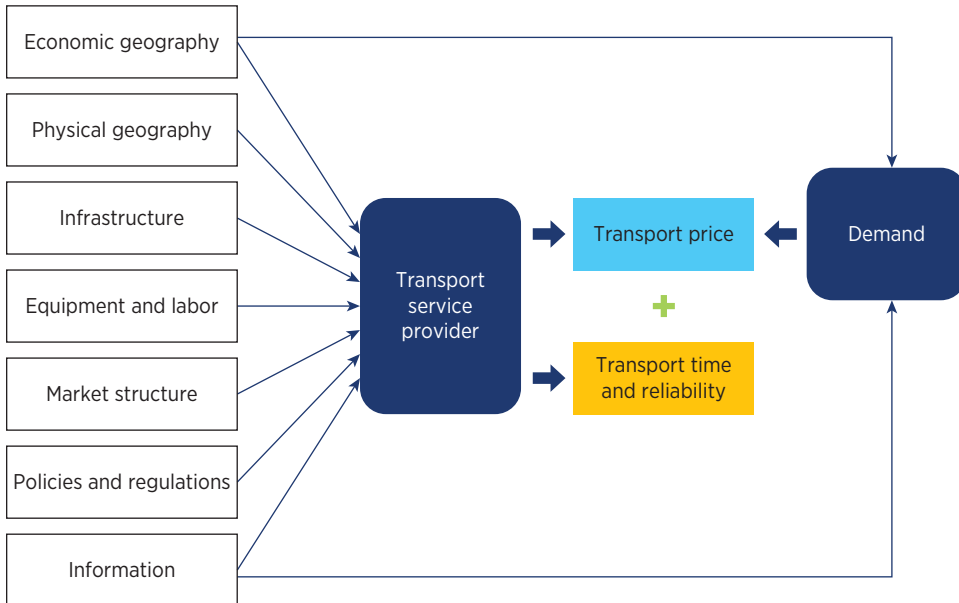 Economic geography
Physical geography
Infrastructure
Equipment and labor
Market structure
Policies and regulations
Information
Transport
service
provider
Transport price
Transport time
and reliability
Demand